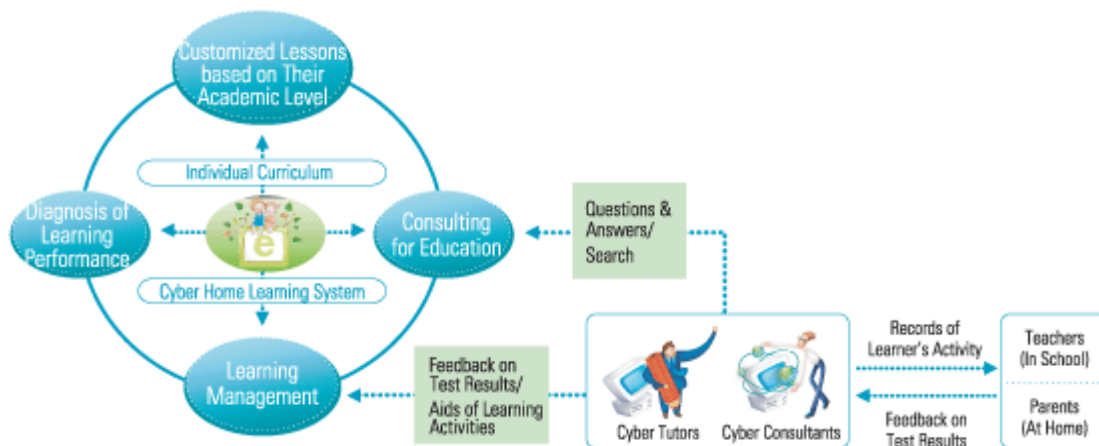 Customized Lessons
based on Their
Academic Level
Individual Curriculum
Diagnosis of
Learning
Performance
e
Consulting
for Education
Cyber Home Learning System
Learning
Management
Questions &
Answers/
Search
Feedback on
Test Results/
Aids of Learning
Activities
Cyber Tutors
Cyber Consultants
Records of
Learner's Activity
Feedback on
Test Results
Teachers
(In School)
Parents
(At Home)